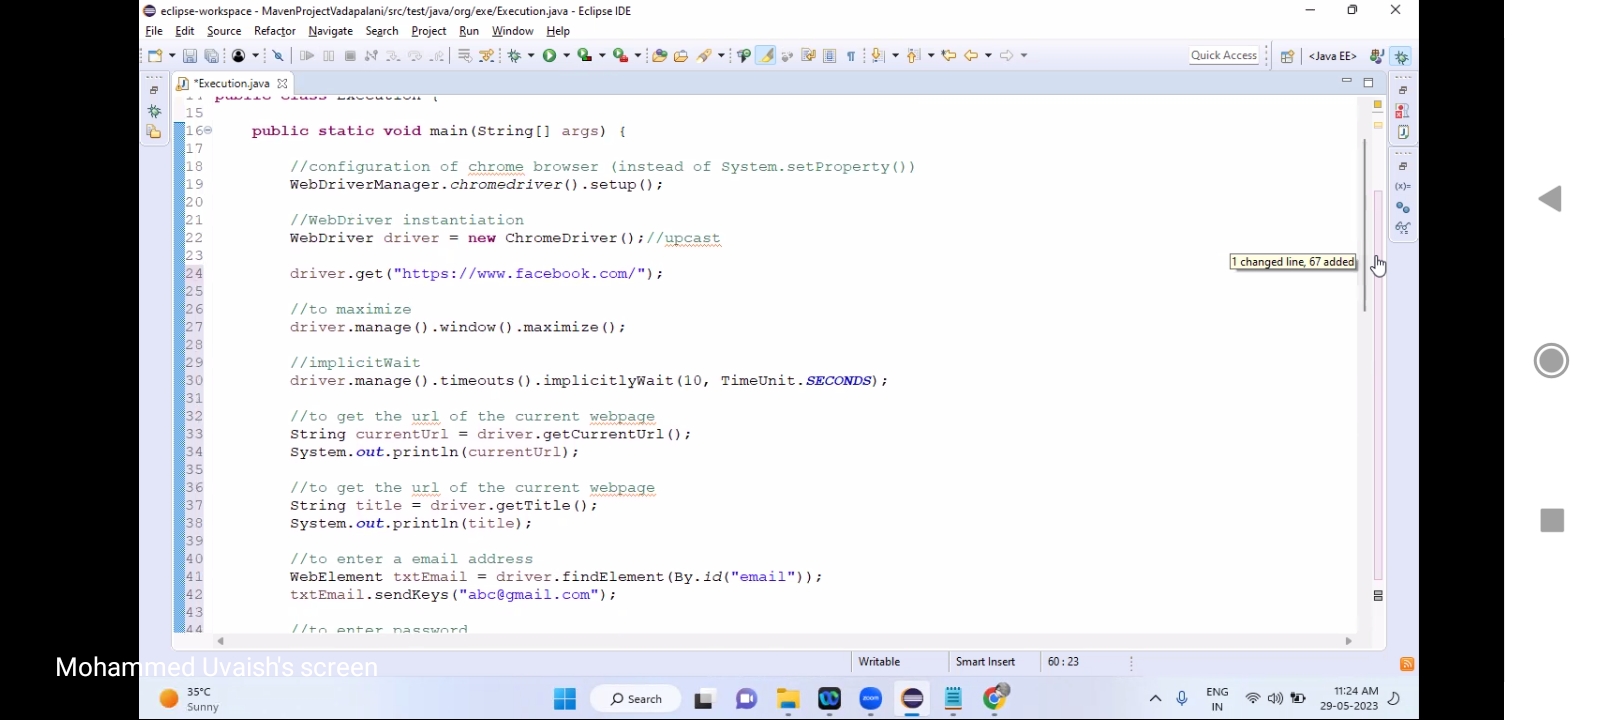 eclipse-workspace - MavenProjectVadapalani/src/test/java/org/exe/Execution.java - Eclipse IDE
File Edit Source Refactor Navigate Search Project Run Window Help
Quick Access
<Java EE>
*Execution.java
public class Execution {
15
16 public static void main(String[] args) {
17
18 //configuration of chrome browser (instead of System.setProperty())
19 WebDriverManager.chromedriver().setup();
20
21 //WebDriver instantiation
22 WebDriver driver = new ChromeDriver();//upcast
23
24 driver.get("https://www.facebook.com/");
1 changed line, 67 added
25
26 //to maximize
27 driver.manage().window().maximize();
28
29 //implicitWait
30 driver.manage().timeouts().implicitlyWait(10, TimeUnit.SECONDS);
31
32 //to get the url of the current webpage
33 String currentUrl = driver.getCurrentUrl();
34 System.out.println(currentUrl);
35
36 //to get the url of the current webpage
37 String title = driver.getTitle();
38 System.out.println(title);
39
40 //to enter a email address
41 WebElement txtEmail = driver.findElement(By.id("email"));
42 txtEmail.sendKeys("abc@gmail.com");
43
44 //to enter password
Writable Smart Insert 60 : 23
Mohammed Uvaish's screen
35°C
Sunny
Search
zoom
ENG
IN
11:24 AM
29-05-2023